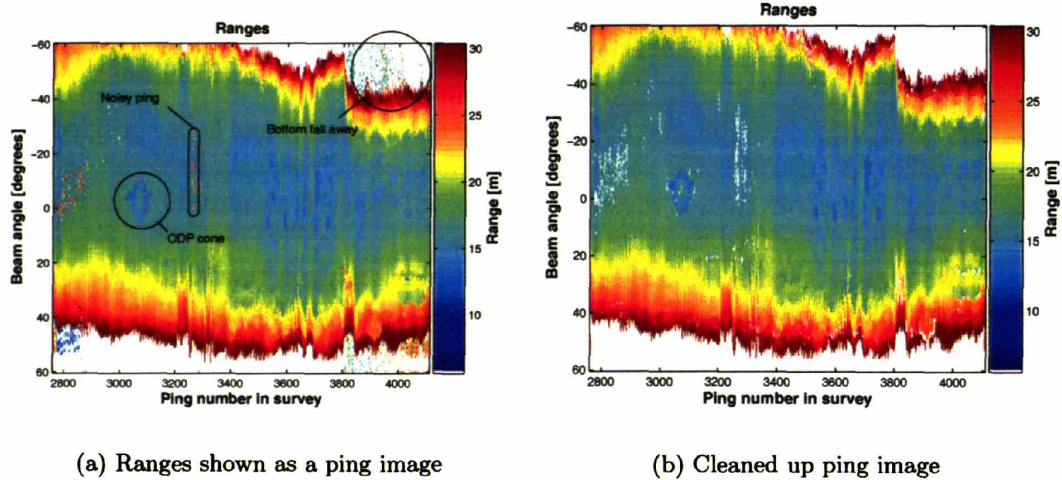 Ranges
−60
−40
−20
0
20
40
60
Beam angle [degrees]
2800
3000
3200
3400
3600
3800
4000
Ping number in survey
30
25
20
15
10
Range [m]
Noisy ping
Bottom fall away
ODP cone
(a) Ranges shown as a ping image
Ranges
−60
−40
−20
0
20
40
60
Beam angle [degrees]
2800
3000
3200
3400
3600
3800
4000
Ping number in survey
30
25
20
15
10
Range [m]
(b) Cleaned up ping image